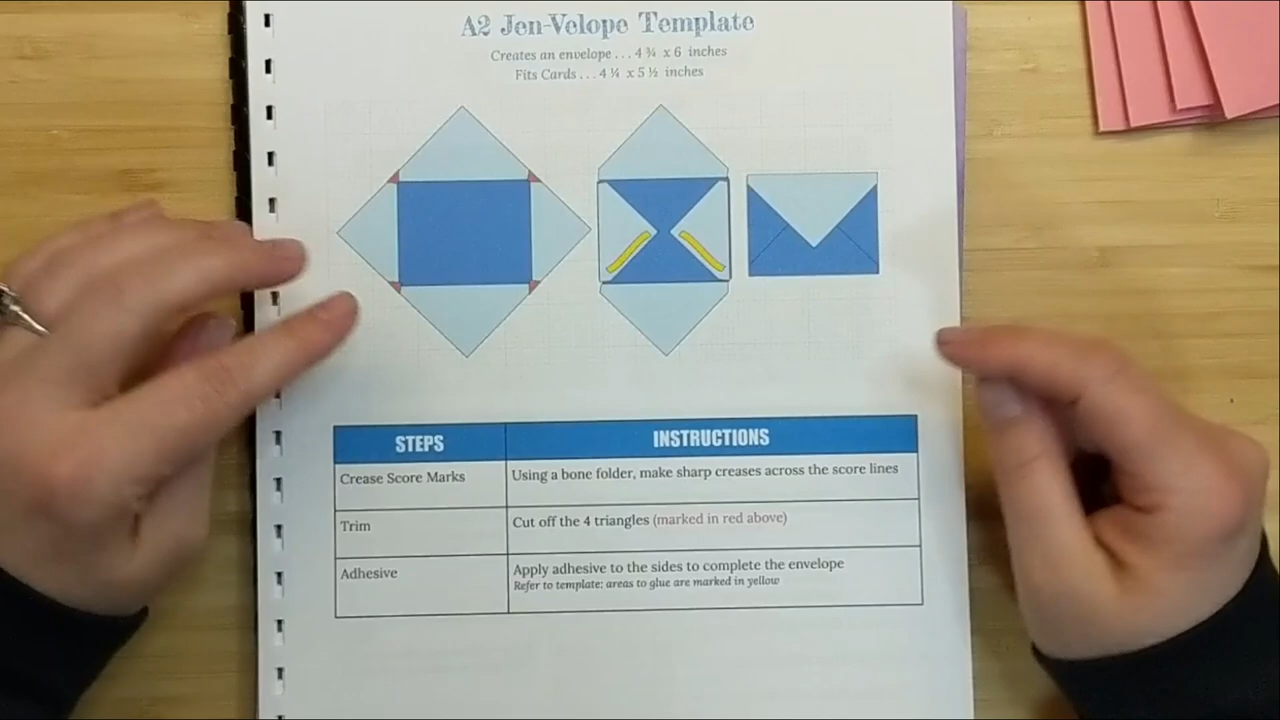 A2 Jen-Velope Template
Creates an envelope . . . 4 ¾ x 6 inches
Fits Cards . . . 4 ¼ x 5 ½ inches
STEPS INSTRUCTIONS
Crease Score Marks Using a bone folder, make sharp creases across the score lines
Trim Cut off the 4 triangles (marked in red above)
Adhesive Apply adhesive to the sides to complete the envelope
Refer to template; areas to glue are marked in yellow